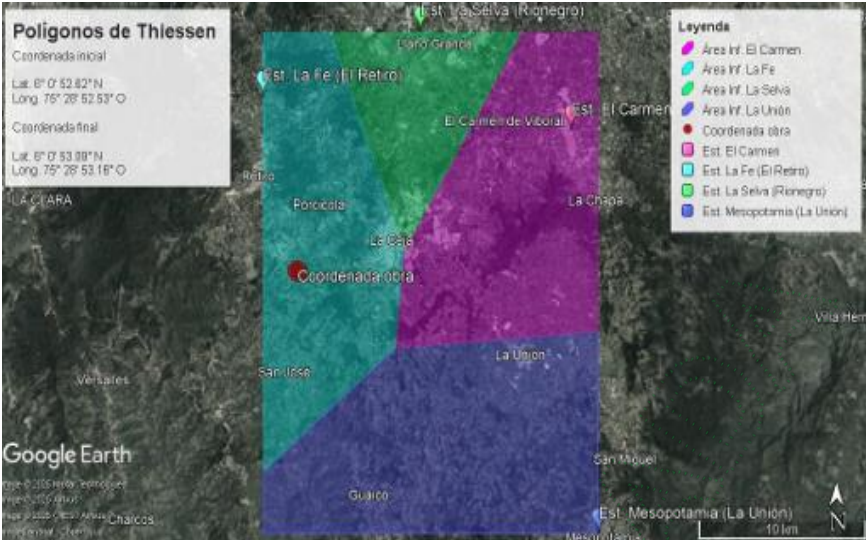 Polígonos de Thiessen
Coordenada inicial
Lat. 6° 0' 52.62" N
Long. 75° 28' 52.53" O
Coordenada final
Lat. 6° 0' 53.09" N
Long. 75° 28' 53.16" O
Est. La Selva (Rionegro)
Llano Grande
Est. La Fe (El Retiro)
El Carmen de Viboral
Est. El Carmen
Leyenda
Área Inf. El Carmen
Área Inf. La Fe
Área Inf. La Selva
Área Inf. La Unión
Coordenada obra
Est. El Carmen
Est. La Fe (El Retiro)
Est. La Selva (Rionegro)
Est. Mesopotamia (La Unión)
Retiro
LA CLARA
Porcicola
La Chapa
La Ceja
Coordenada obra
Villa Herm
La Unión
San José
Versalles
Google Earth
San Miguel
Guaico
Charcos
Est. Mesopotamia (La Unión)
Mesopotamia
10 km
N